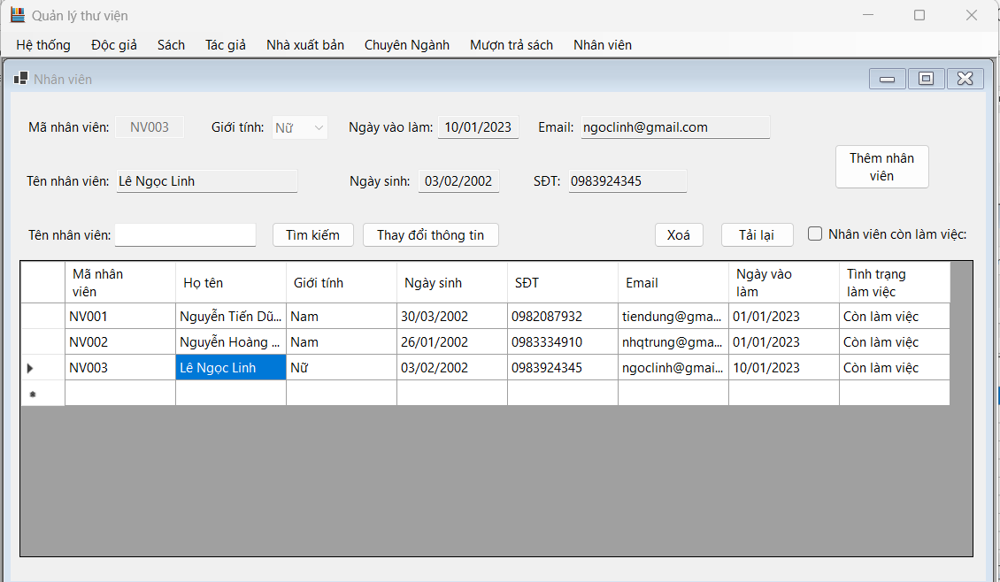 Quản lý thư viện
Hệ thống Độc giả Sách Tác giả Nhà xuất bản Chuyên Ngành Mượn trả sách Nhân viên
Nhân viên
Mã nhân viên: NV003 Giới tính: Nữ Ngày vào làm: 10/01/2023 Email: ngoclinh@gmail.com
Thêm nhân
viên
Tên nhân viên: Lê Ngọc Linh Ngày sinh: 03/02/2002 SĐT: 0983924345
Tên nhân viên: Tìm kiếm Thay đổi thông tin Xoá Tải lại Nhân viên còn làm việc:
Mã nhân
viên
Họ tên
Giới tính
Ngày sinh
SĐT
Email
Ngày vào
làm
Tình trạng
làm việc
NV001 Nguyễn Tiến Dũ... Nam 30/03/2002 0982087932 tiendung@gma... 01/01/2023 Còn làm việc
NV002 Nguyễn Hoàng ... Nam 26/01/2002 0983334910 nhqtrung@gma... 01/01/2023 Còn làm việc
NV003 Lê Ngọc Linh Nữ 03/02/2002 0983924345 ngoclinh@gmai... 10/01/2023 Còn làm việc